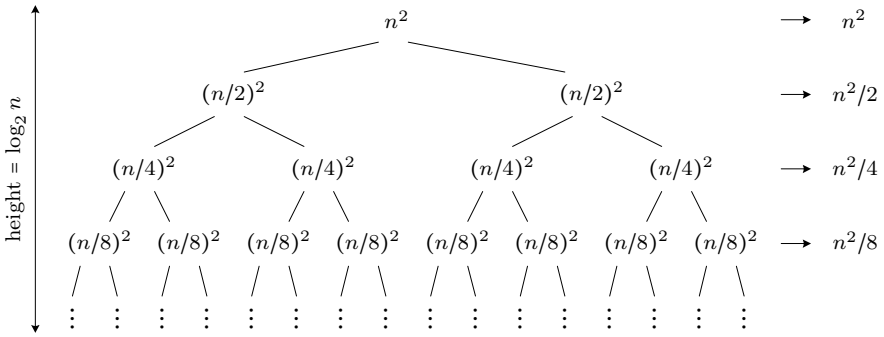 n² → n²
(n/2)² (n/2)² → n²/2
height = log₂ n
(n/4)² (n/4)² (n/4)² (n/4)² → n²/4
(n/8)² (n/8)² (n/8)² (n/8)² (n/8)² (n/8)² (n/8)² (n/8)² → n²/8
⋮ ⋮ ⋮ ⋮ ⋮ ⋮ ⋮ ⋮ ⋮ ⋮ ⋮ ⋮ ⋮ ⋮ ⋮ ⋮